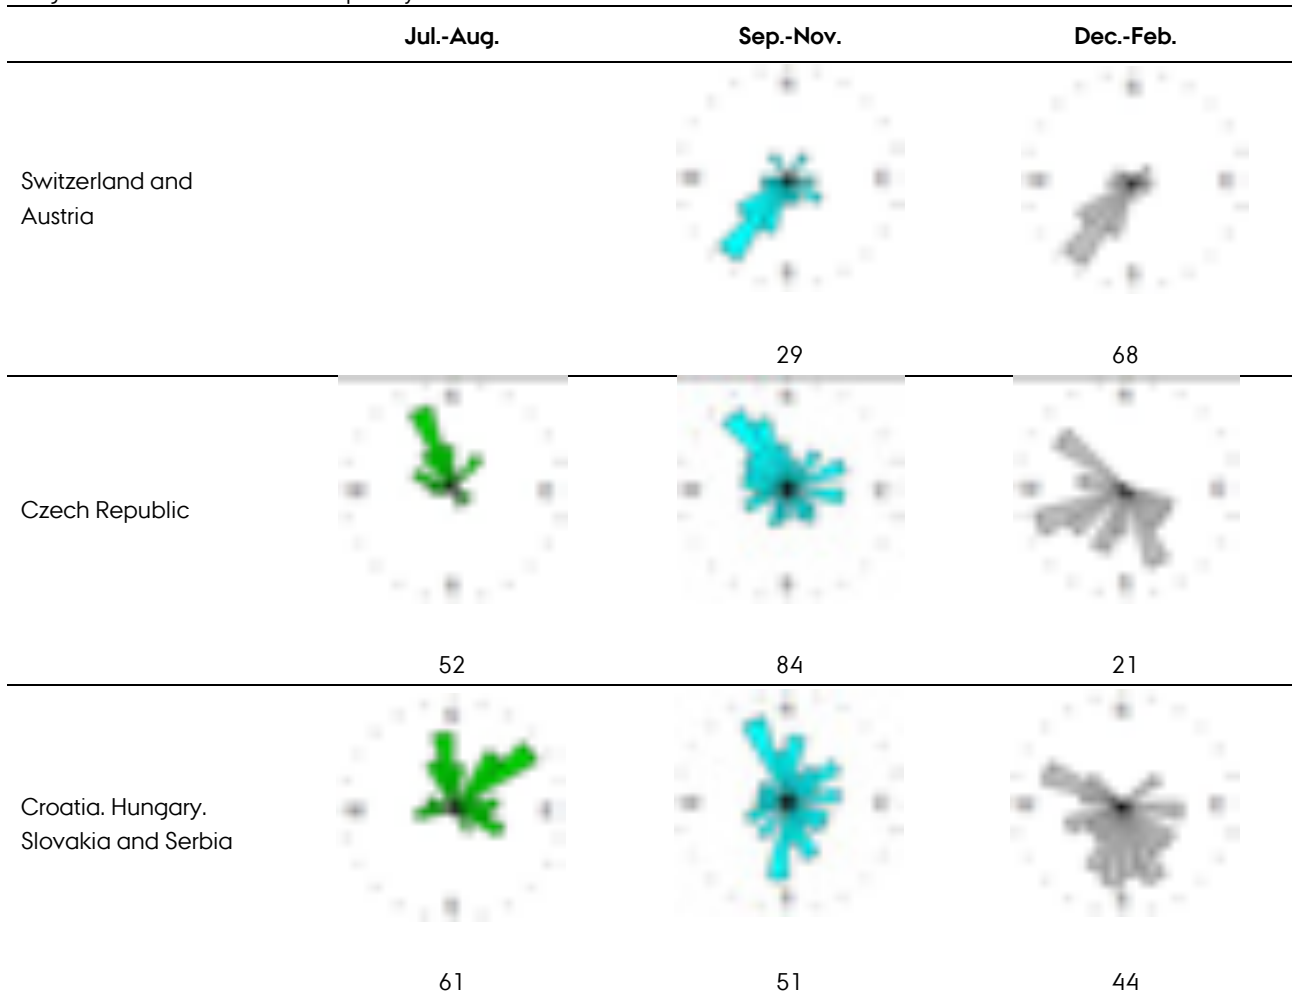 Jul.-Aug. Sep.-Nov. Dec.-Feb.
Switzerland and
Austria
29 68
Czech Republic
52 84 21
Croatia. Hungary.
Slovakia and Serbia
61 51 44